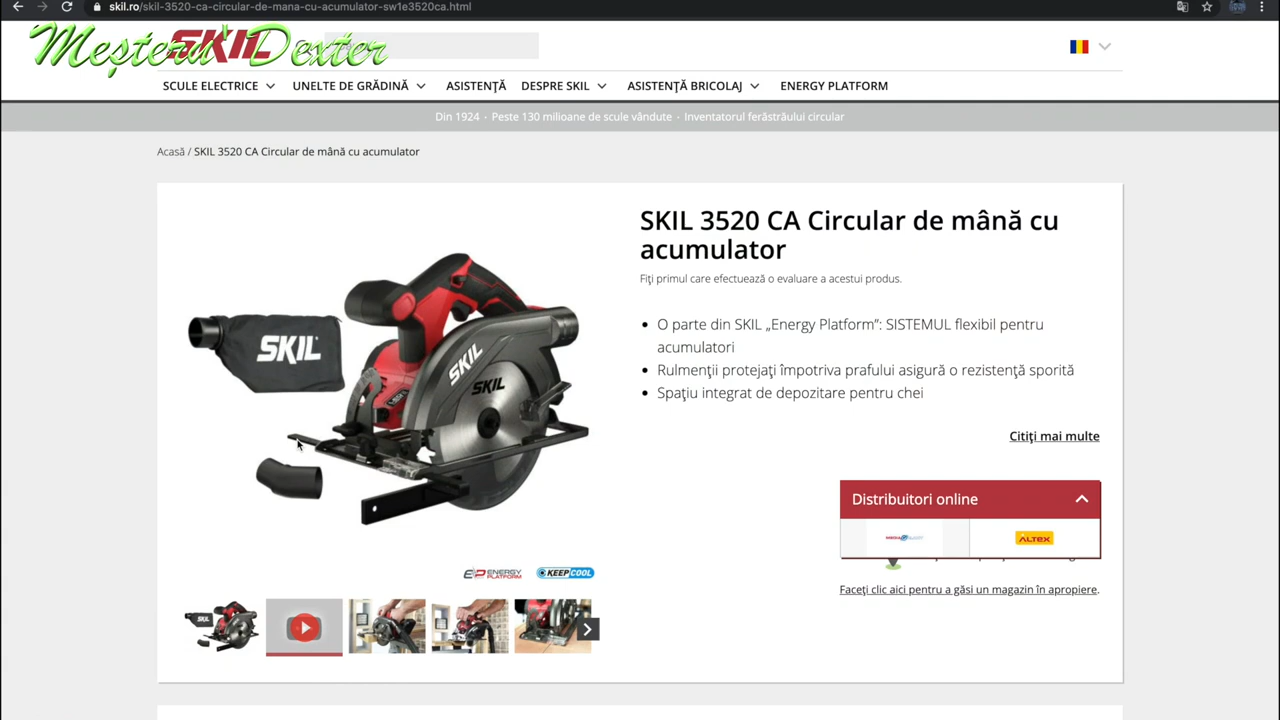 skil.ro/skil-3520-ca-circular-de-mana-cu-acumulator-sw1e3520ca.html
Meșteru' Dexter
SKIL
SCULE ELECTRICE
UNELTE DE GRĂDINĂ
ASISTENȚĂ
DESPRE SKIL
ASISTENȚĂ BRICOLAJ
ENERGY PLATFORM
Din 1924 · Peste 130 milioane de scule vândute · Inventatorul ferăstrăului circular
Acasă / SKIL 3520 CA Circular de mână cu acumulator
SKIL 3520 CA Circular de mână cu
acumulator
Fiți primul care efectuează o evaluare a acestui produs.
O parte din SKIL „Energy Platform”: SISTEMUL flexibil pentru
acumulatori
Rulmenții protejați împotriva prafului asigură o rezistență sporită
Spațiu integrat de depozitare pentru chei
SKIL
SKIL
SKIL
Citiți mai multe
Distribuitori online
ALTEX
ENERGY PLATFORM
KEEPCOOL
Faceți clic aici pentru a găsi un magazin în apropiere.
SKIL